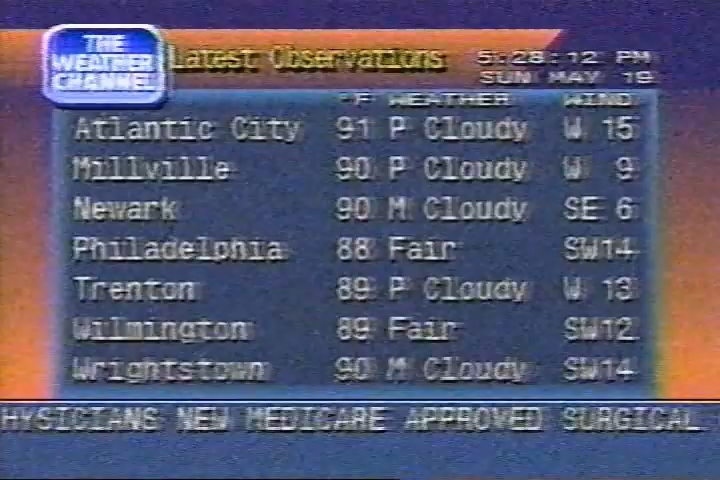 THE
WEATHER
CHANNEL
Latest Observations
5:28:12 PM
SUN MAY 19
°F WEATHER WIND
Atlantic City 91 P Cloudy W 15
Millville 90 P Cloudy W 9
Newark 90 M Cloudy SE 6
Philadelphia 88 Fair SW14
Trenton 89 P Cloudy W 13
Wilmington 89 Fair SW12
Wrightstown 90 M Cloudy SW14
HYSICIANS NEW MEDICARE APPROVED SURGICAL